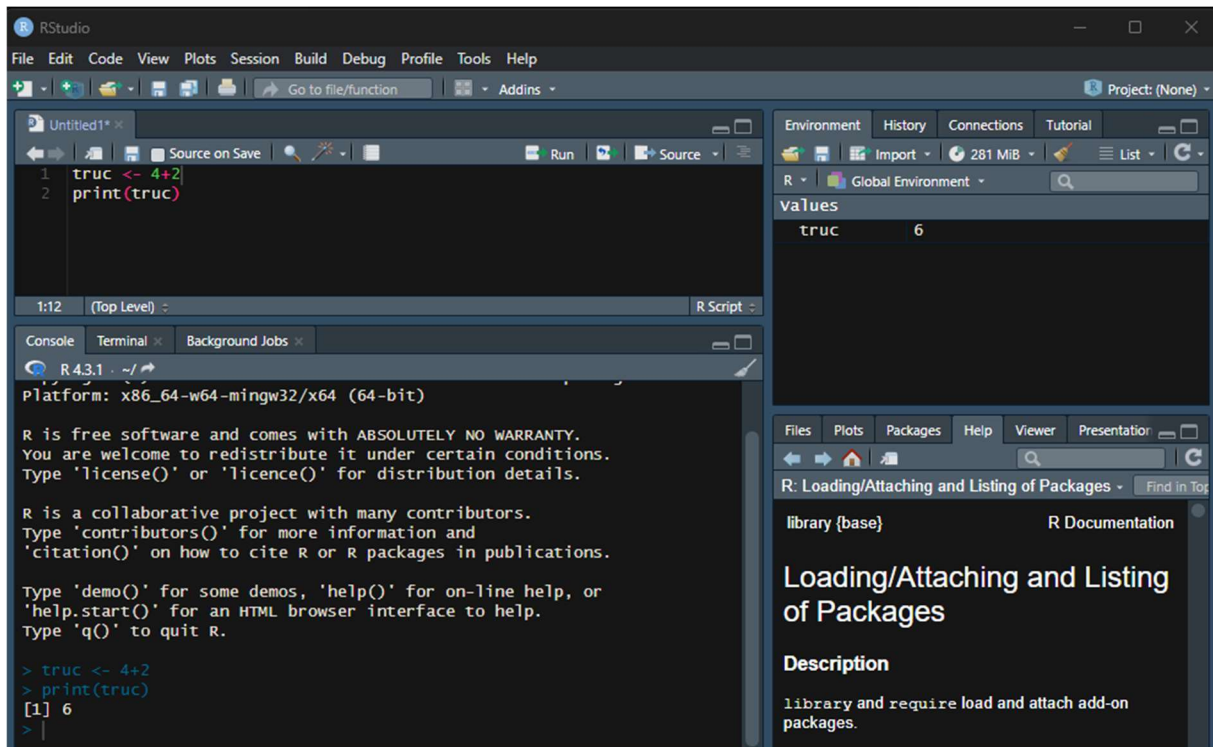 RStudio
File Edit Code View Plots Session Build Debug Profile Tools Help
Go to file/function Addins Project: (None)
Untitled1*
Source on Save Run Source
1 truc <- 4+2
2 print(truc)
1:12 (Top Level) R Script
Console Terminal Background Jobs
R 4.3.1 · ~/
Platform: x86_64-w64-mingw32/x64 (64-bit)
R is free software and comes with ABSOLUTELY NO WARRANTY.
You are welcome to redistribute it under certain conditions.
Type 'license()' or 'licence()' for distribution details.
R is a collaborative project with many contributors.
Type 'contributors()' for more information and
'citation()' on how to cite R or R packages in publications.
Type 'demo()' for some demos, 'help()' for on-line help, or
'help.start()' for an HTML browser interface to help.
Type 'q()' to quit R.
> truc <- 4+2
> print(truc)
[1] 6
>
Environment History Connections Tutorial
Import 281 MiB List
R Global Environment
Values
truc 6
Files Plots Packages Help Viewer Presentation
R: Loading/Attaching and Listing of Packages Find in Top
library {base} R Documentation
Loading/Attaching and Listing
of Packages
Description
library and require load and attach add-on
packages.